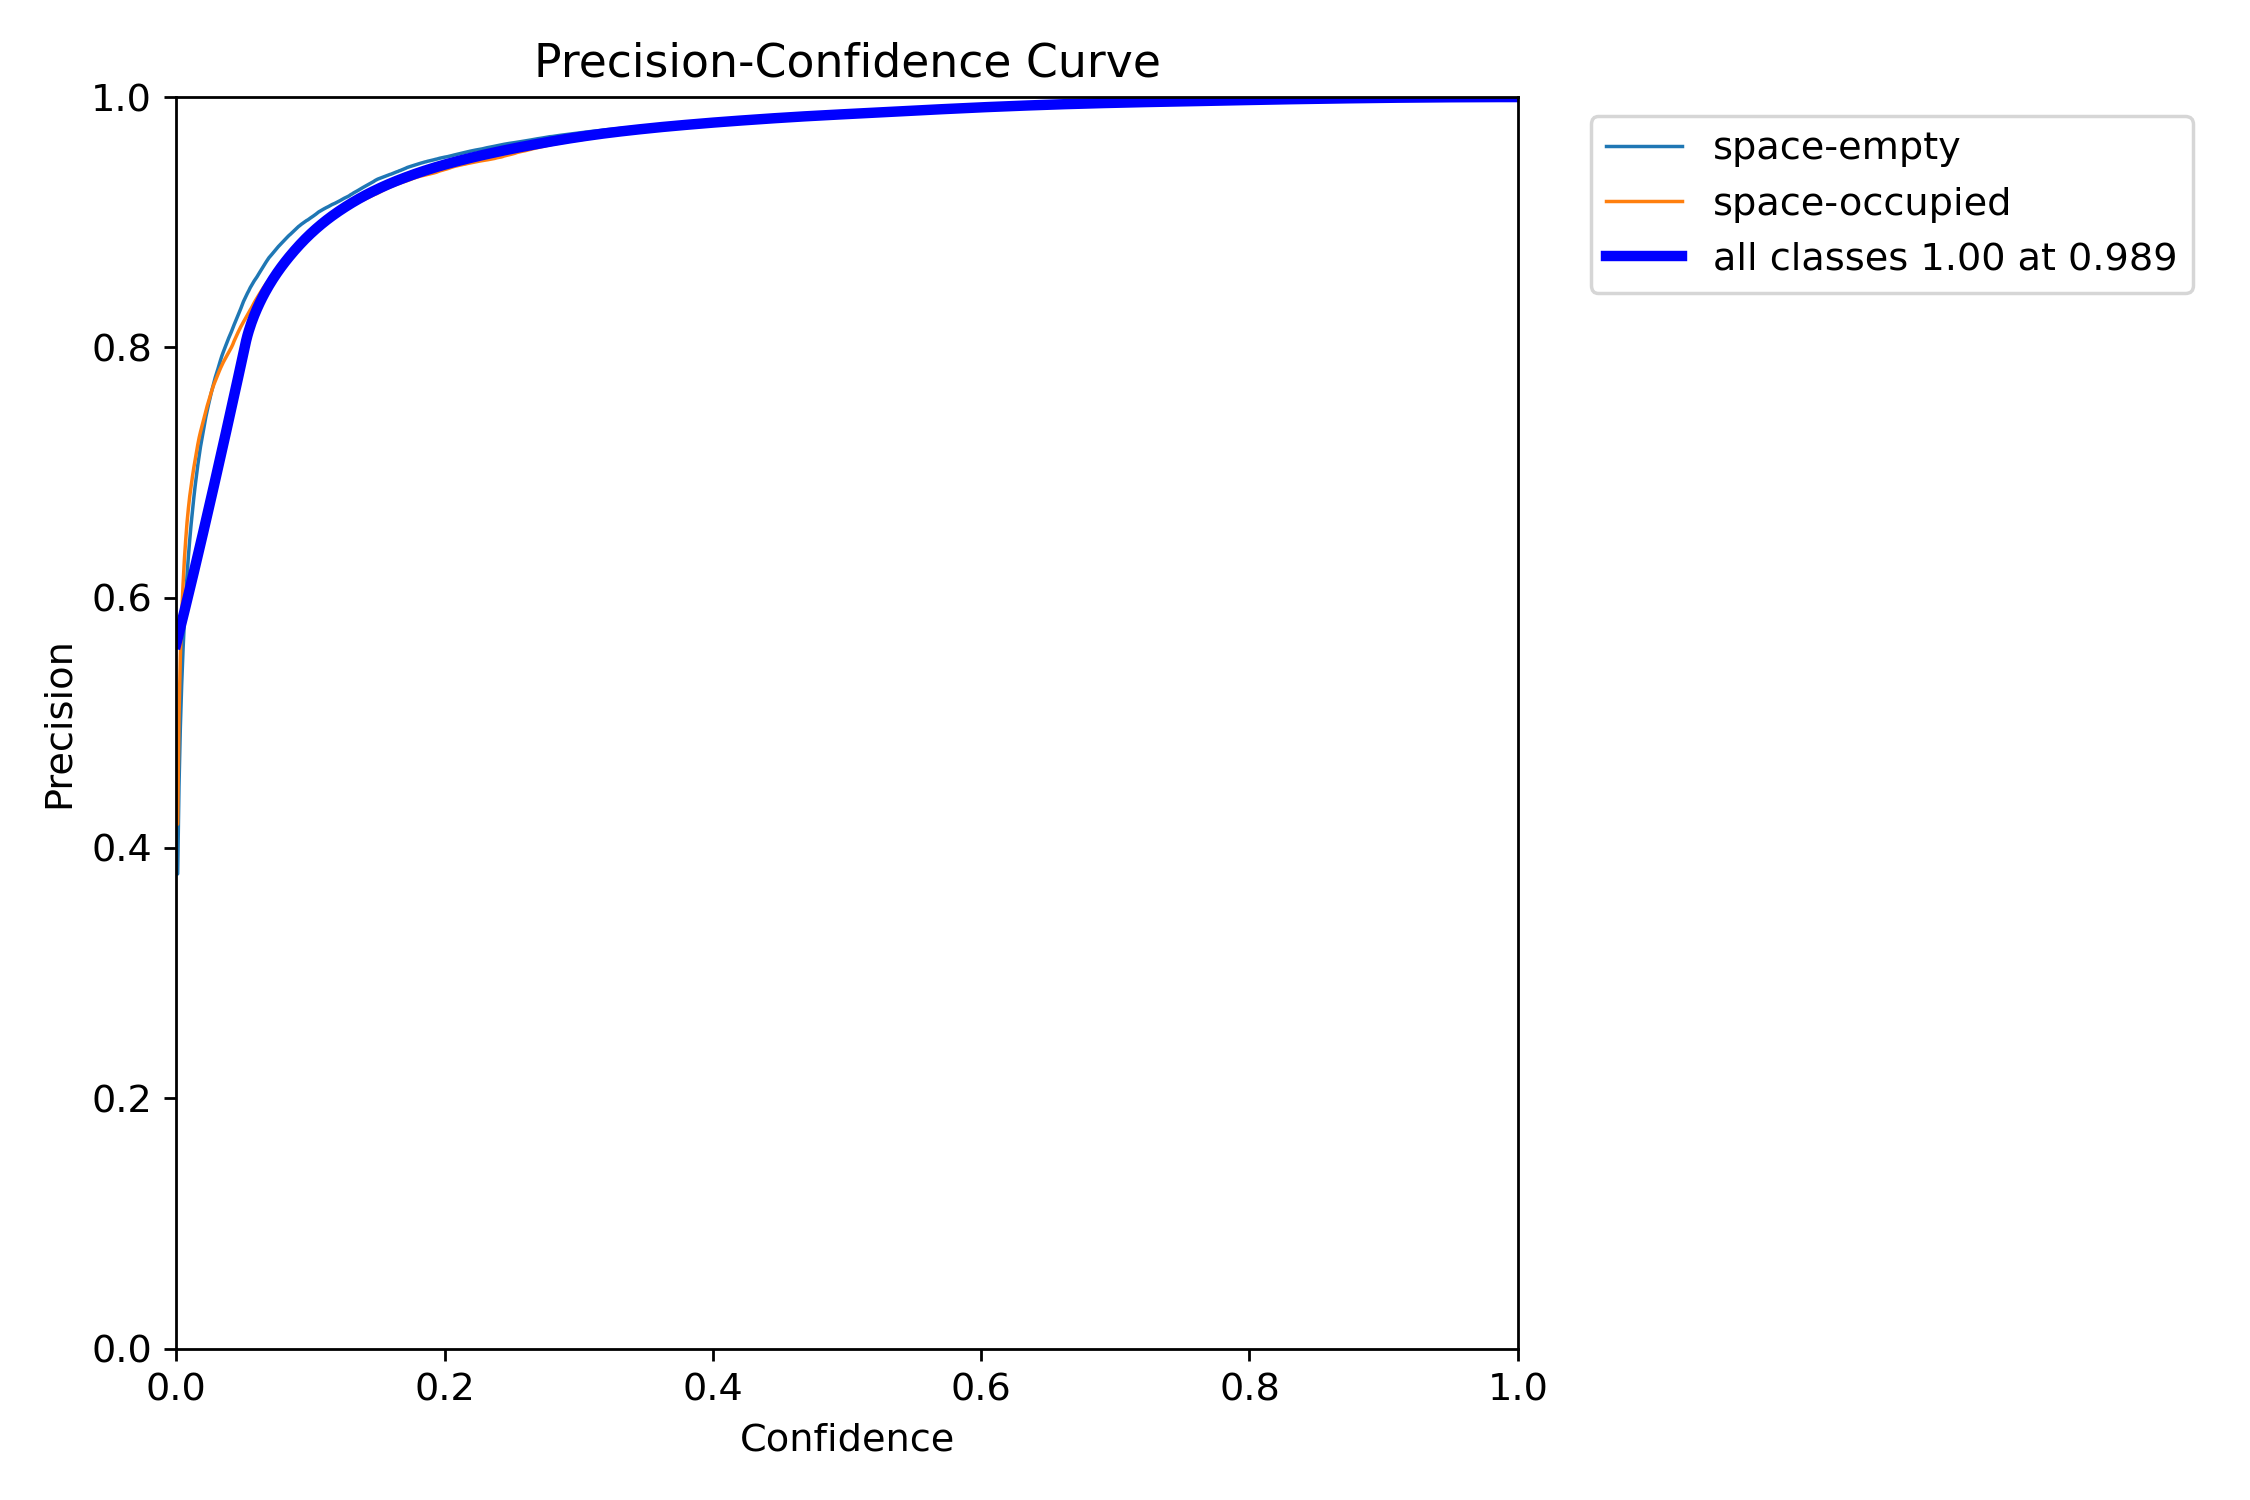 Precision-Confidence Curve
1.0
0.8
0.6
0.4
0.2
0.0
Precision
0.0 0.2 0.4 0.6 0.8 1.0
Confidence
space-empty
space-occupied
all classes 1.00 at 0.989